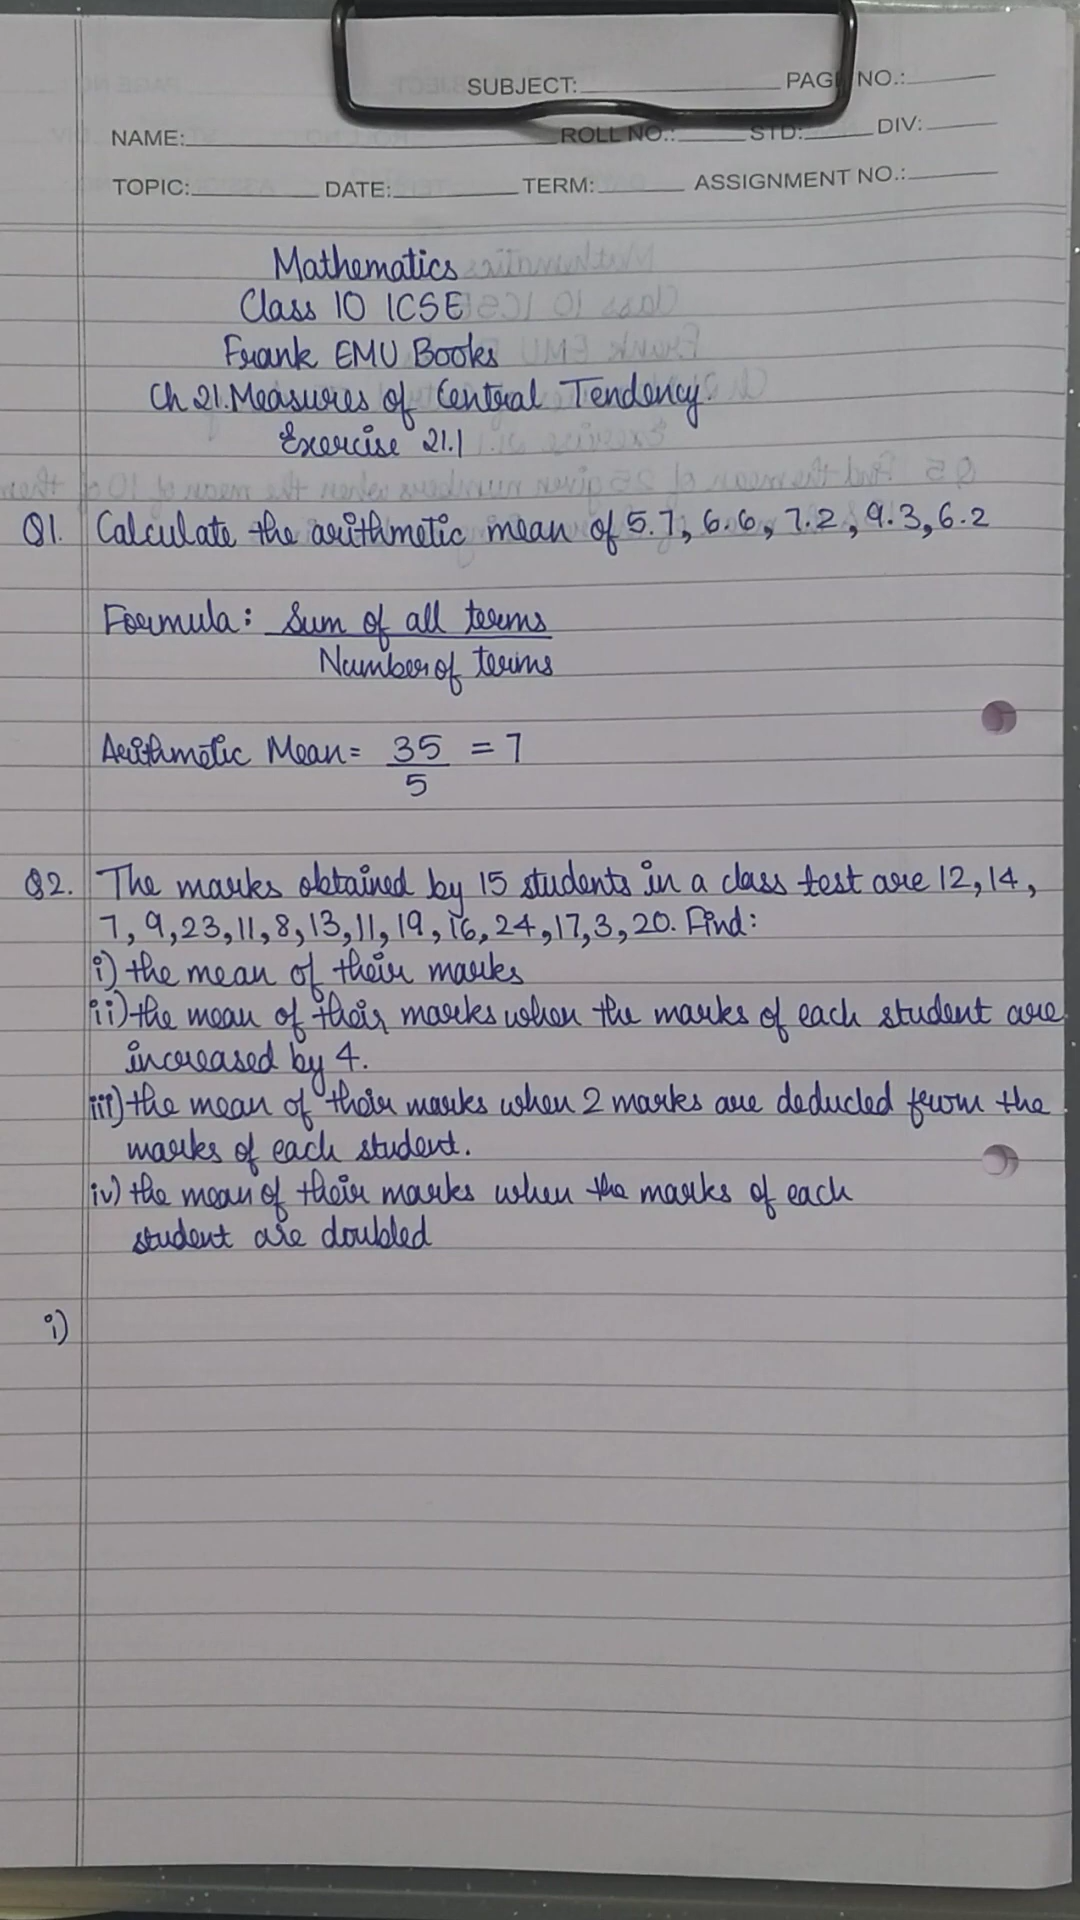 SUBJECT: PAGE NO.:
NAME: ROLL NO.: STD: DIV:
TOPIC: DATE: TERM: ASSIGNMENT NO.:
Mathematics
Class 10 ICSE
Frank EMU Books
Ch 21. Measures of Central Tendency
Exercise 21.1
Q1. Calculate the arithmetic mean of 5.7, 6.6, 7.2, 9.3, 6.2
Formula: Sum of all terms
Number of terms
Arithmetic Mean = 35 = 7
5
Q2. The marks obtained by 15 students in a class test are 12, 14,
7, 9, 23, 11, 8, 13, 11, 19, 16, 24, 17, 3, 20. Find:
i) the mean of their marks
ii) the mean of their marks when the marks of each student are
increased by 4.
iii) the mean of their marks when 2 marks are deducted from the
marks of each student.
iv) the mean of their marks when the marks of each
student are doubled
i)